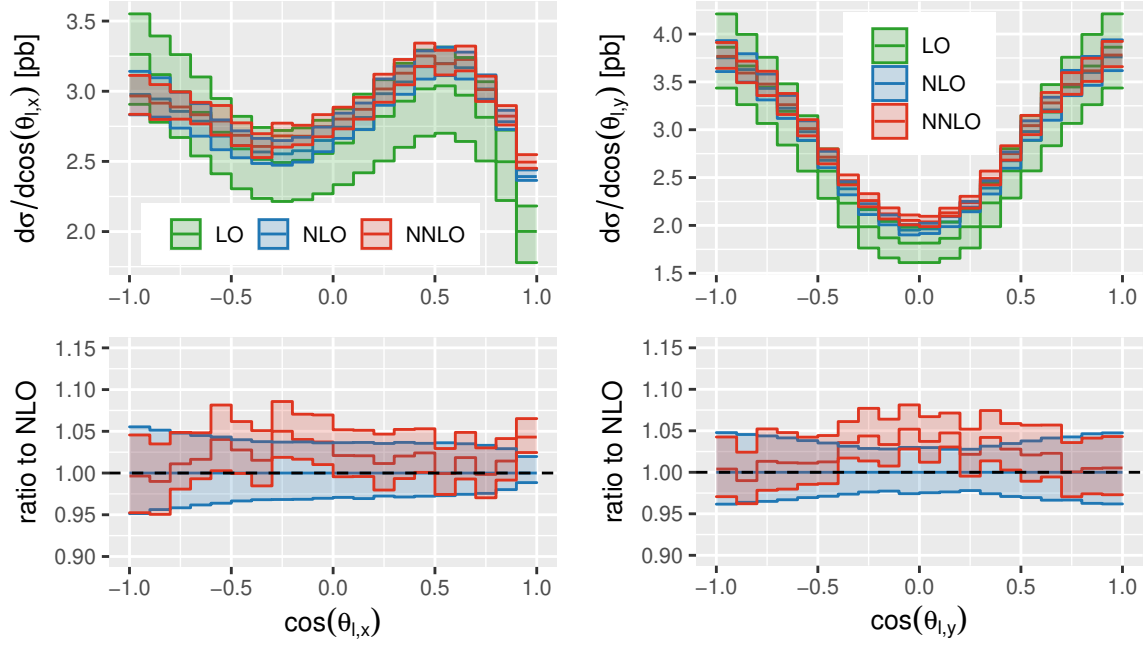 dσ/dcos(θl,x) [pb]
3.5
3.0
2.5
2.0
−1.0 −0.5 0.0 0.5 1.0
LO NLO NNLO
dσ/dcos(θl,y) [pb]
4.0
3.5
3.0
2.5
2.0
1.5
−1.0 −0.5 0.0 0.5 1.0
LO
NLO
NNLO
ratio to NLO
1.15
1.10
1.05
1.00
0.95
0.90
−1.0 −0.5 0.0 0.5 1.0
cos(θl,x)
ratio to NLO
1.15
1.10
1.05
1.00
0.95
0.90
−1.0 −0.5 0.0 0.5 1.0
cos(θl,y)